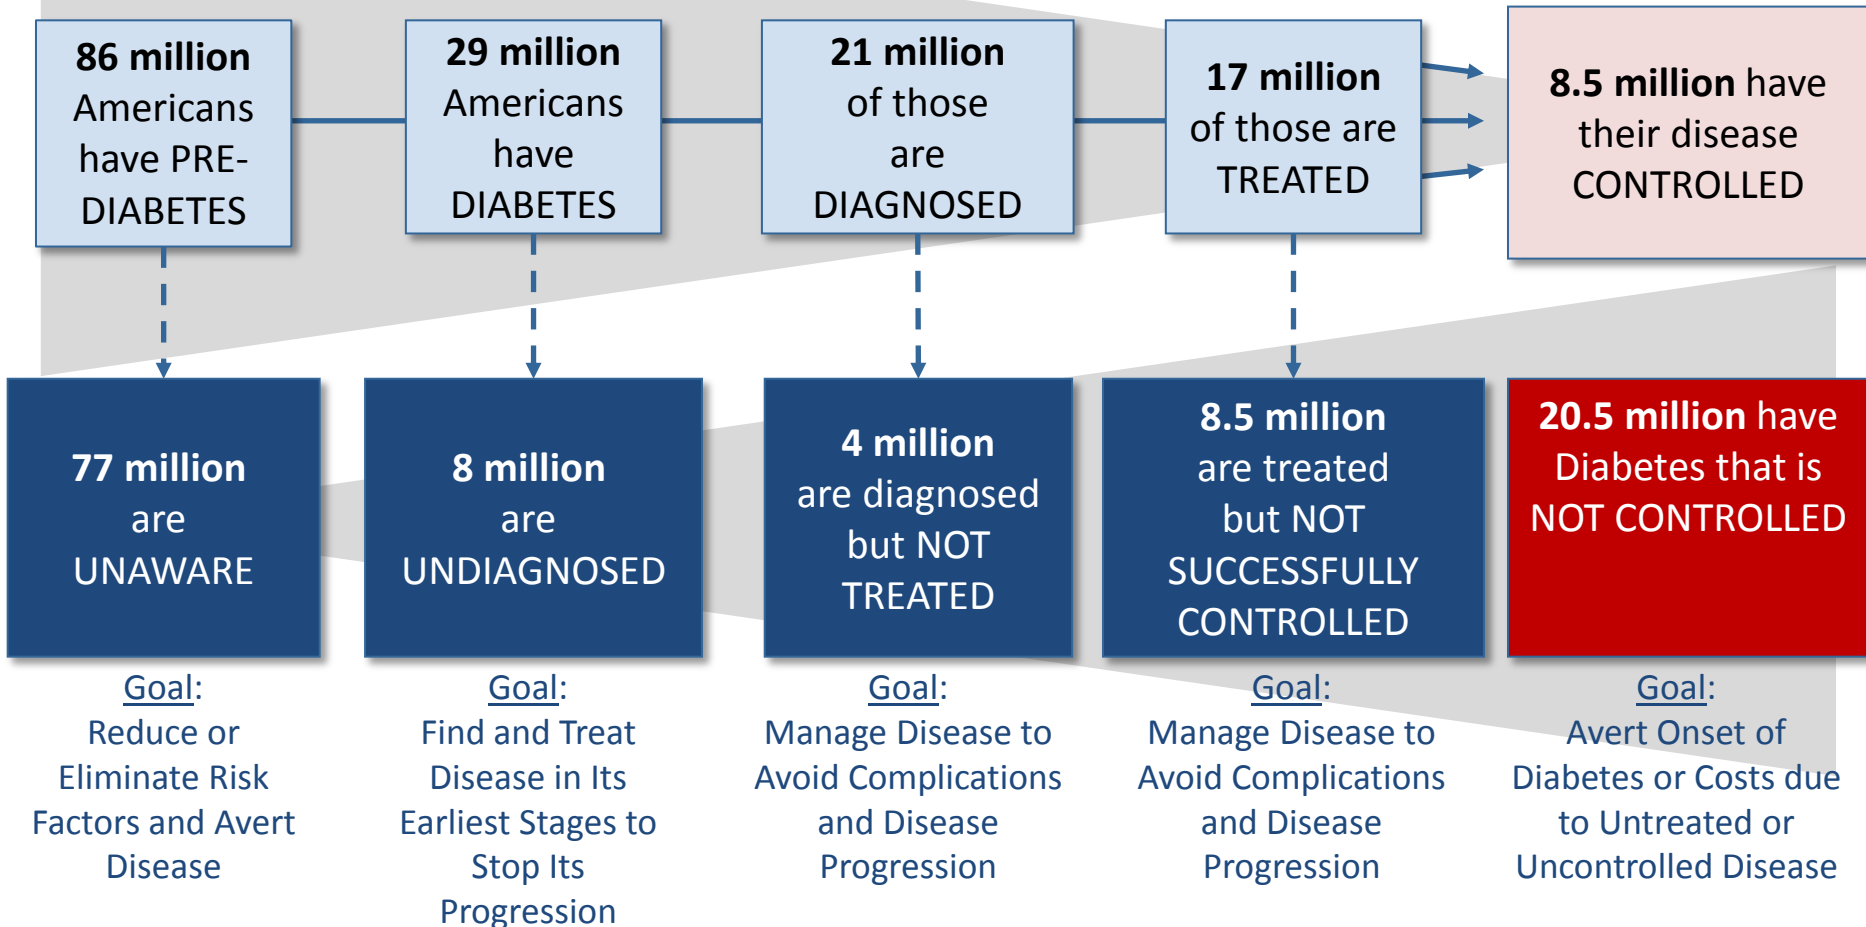 86 million
Americans
have PRE-
DIABETES
29 million
Americans
have
DIABETES
21 million
of those
are
DIAGNOSED
17 million
of those are
TREATED
8.5 million have
their disease
CONTROLLED
77 million
are
UNAWARE
8 million
are
UNDIAGNOSED
4 million
are diagnosed
but NOT
TREATED
8.5 million
are treated
but NOT
SUCCESSFULLY
CONTROLLED
20.5 million have
Diabetes that is
NOT CONTROLLED
Goal:
Reduce or
Eliminate Risk
Factors and Avert
Disease
Goal:
Find and Treat
Disease in Its
Earliest Stages to
Stop Its
Progression
Goal:
Manage Disease to
Avoid Complications
and Disease
Progression
Goal:
Manage Disease to
Avoid Complications
and Disease
Progression
Goal:
Avert Onset of
Diabetes or Costs due
to Untreated or
Uncontrolled Disease